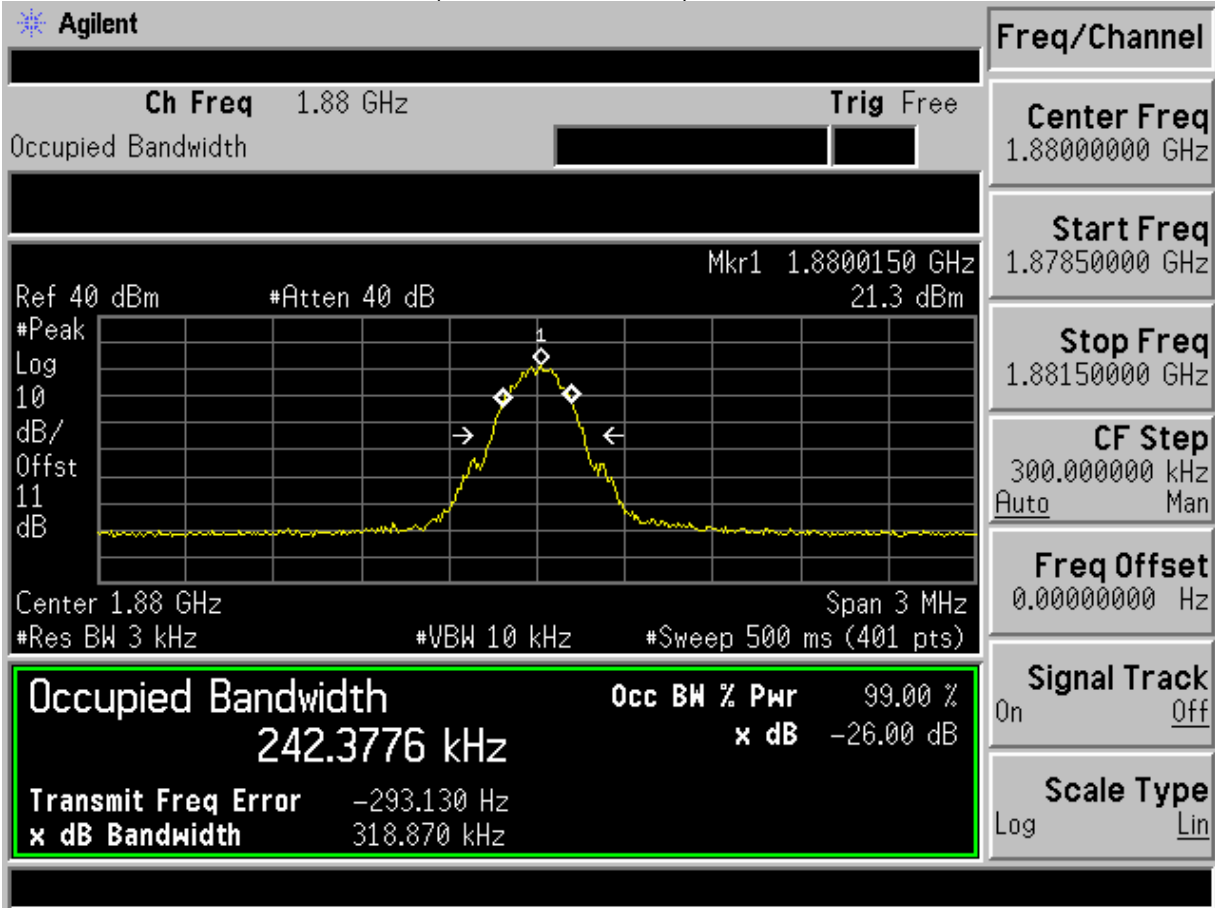 Agilent
Freq/Channel
Ch Freq 1.88 GHz Trig Free
Occupied Bandwidth
Center Freq
1.88000000 GHz
Start Freq
1.87850000 GHz
Stop Freq
1.88150000 GHz
CF Step
300.000000 kHz
Auto Man
Freq Offset
0.00000000 Hz
Signal Track
On Off
Scale Type
Log Lin
Mkr1 1.8800150 GHz
Ref 40 dBm #Atten 40 dB 21.3 dBm
#Peak
Log
10
dB/
Offst
11
dB
1
Center 1.88 GHz Span 3 MHz
#Res BW 3 kHz #VBW 10 kHz #Sweep 500 ms (401 pts)
Occupied Bandwidth
242.3776 kHz
Occ BW % Pwr 99.00 %
x dB -26.00 dB
Transmit Freq Error -293.130 Hz
x dB Bandwidth 318.870 kHz